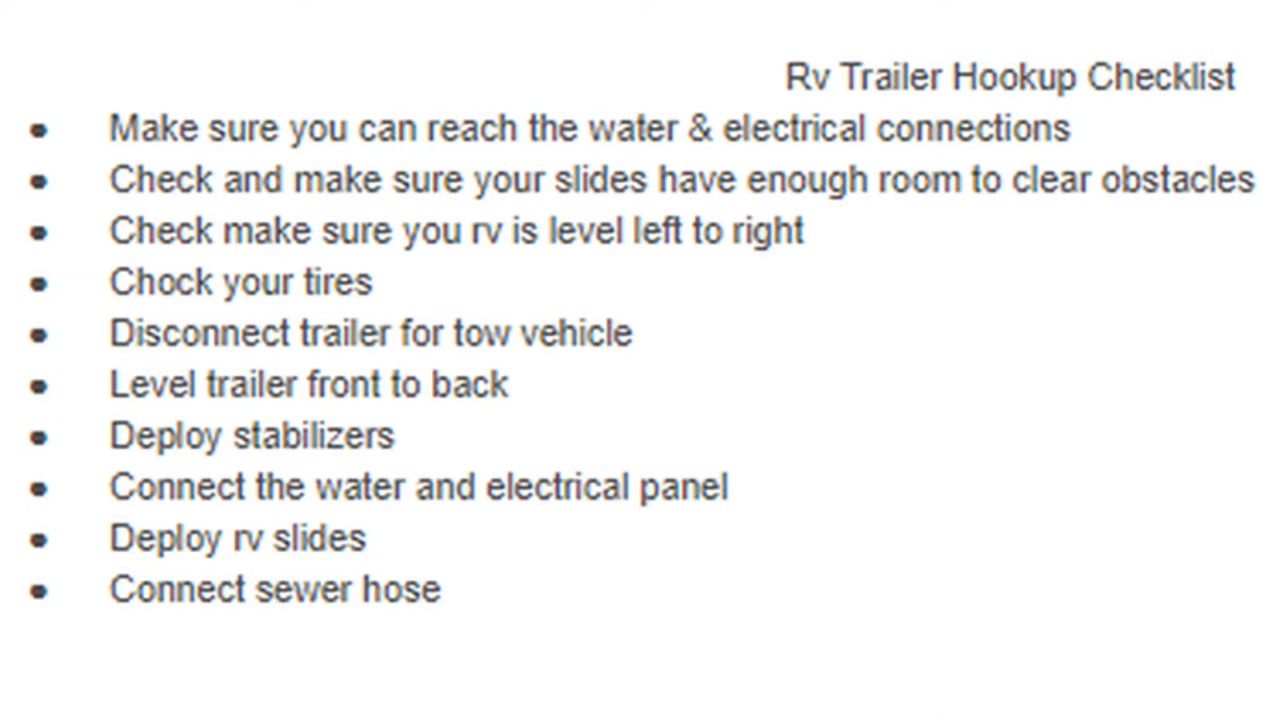 Rv Trailer Hookup Checklist
• Make sure you can reach the water & electrical connections
• Check and make sure your slides have enough room to clear obstacles
• Check make sure you rv is level left to right
• Chock your tires
• Disconnect trailer for tow vehicle
• Level trailer front to back
• Deploy stabilizers
• Connect the water and electrical panel
• Deploy rv slides
• Connect sewer hose